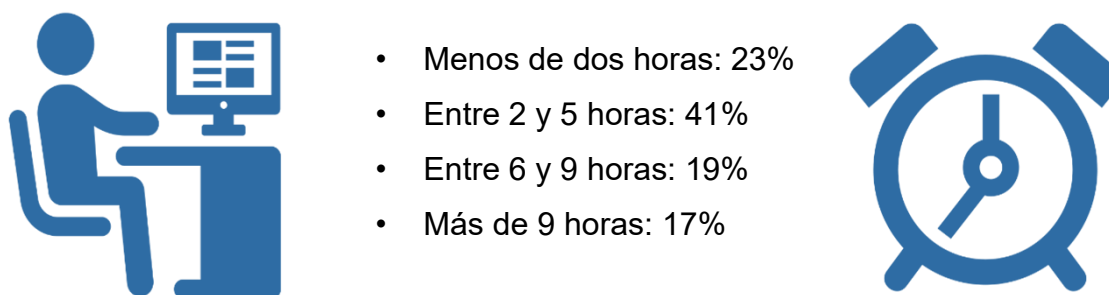 • Menos de dos horas: 23%
• Entre 2 y 5 horas: 41%
• Entre 6 y 9 horas: 19%
• Más de 9 horas: 17%